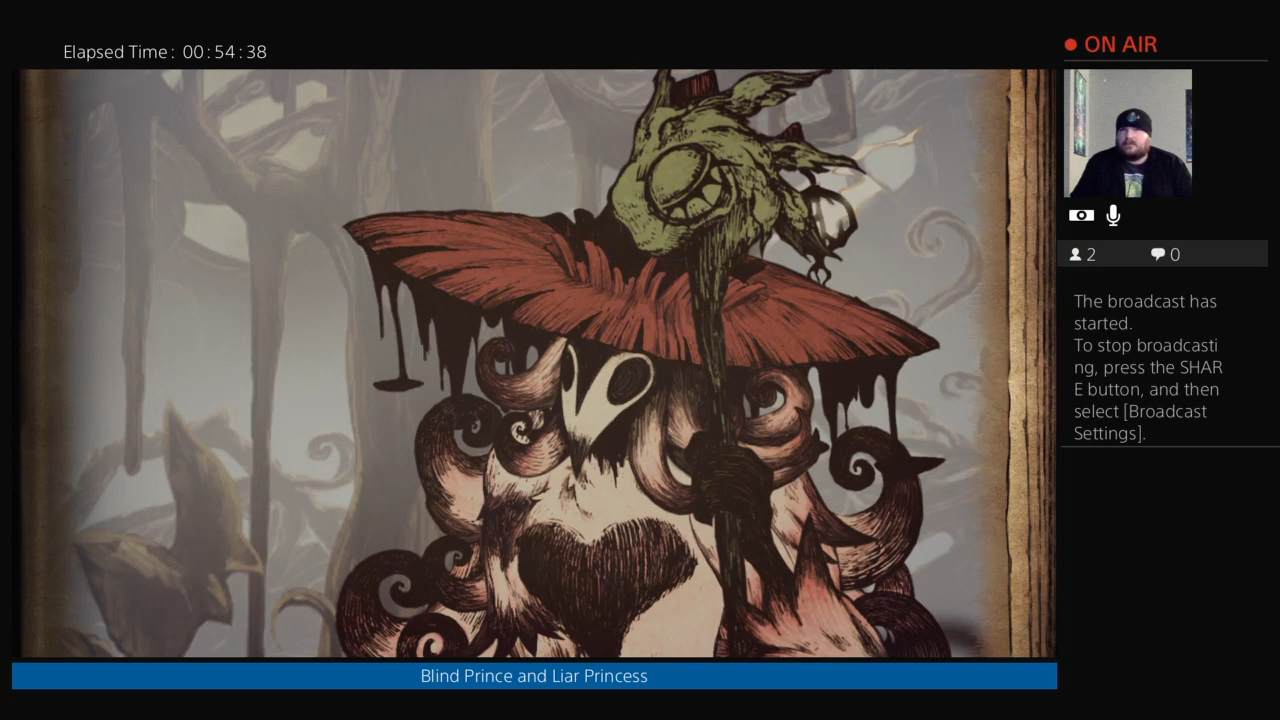 Elapsed Time: 00:54:38
ON AIR
2
0
The broadcast has
started.
To stop broadcasti
ng, press the SHAR
E button, and then
select [Broadcast
Settings].
Blind Prince and Liar Princess